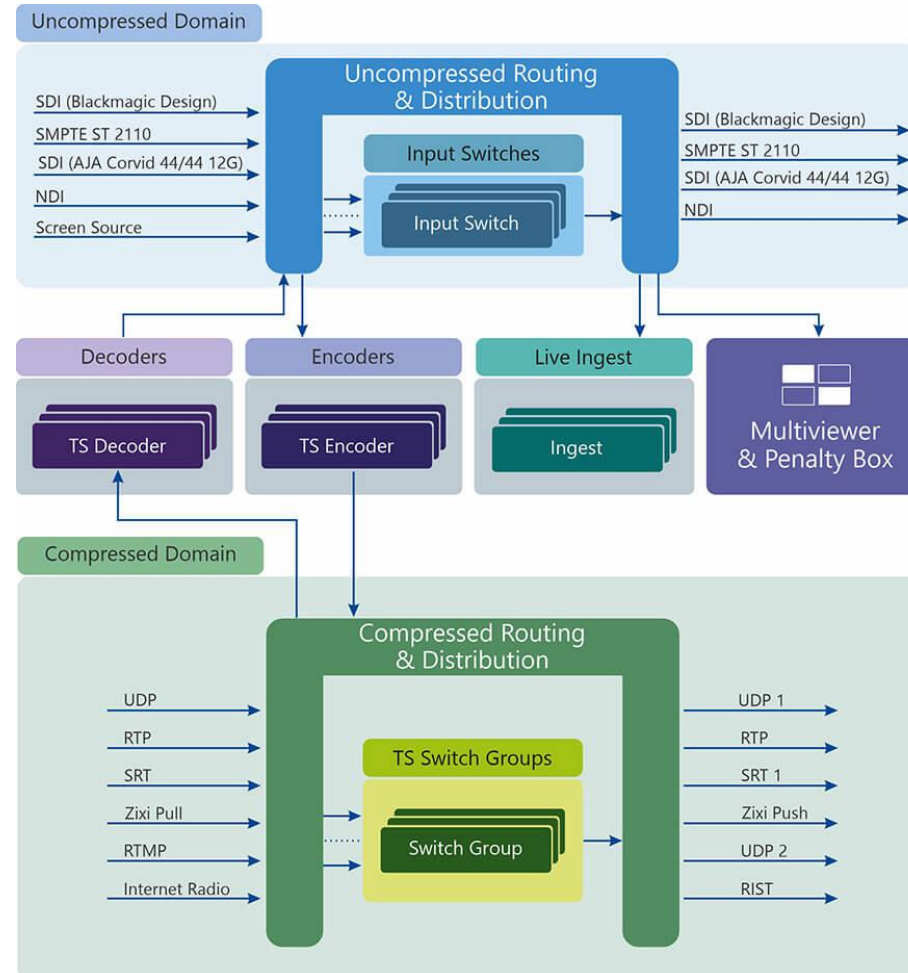 Uncompressed Domain
Uncompressed Routing
& Distribution
SDI (Blackmagic Design)
SMPTE ST 2110
SDI (AJA Corvid 44/44 12G)
NDI
Screen Source
Input Switches
Input Switch
SDI (Blackmagic Design)
SMPTE ST 2110
SDI (AJA Corvid 44/44 12G)
NDI
Decoders
TS Decoder
Encoders
TS Encoder
Live Ingest
Ingest
Multiviewer
& Penalty Box
Compressed Domain
Compressed Routing
& Distribution
UDP
RTP
SRT
Zixi Pull
RTMP
Internet Radio
TS Switch Groups
Switch Group
UDP 1
RTP
SRT 1
Zixi Push
UDP 2
RIST